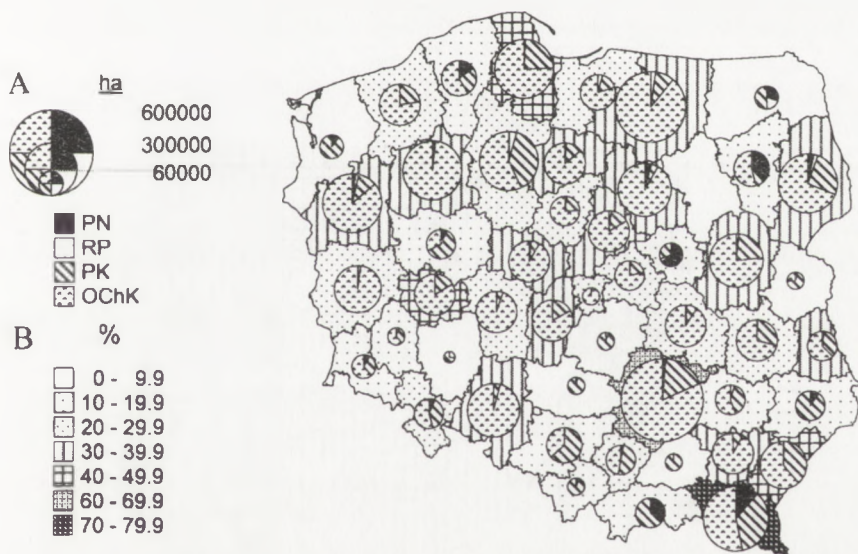 A
ha
600000
300000
60000
PN
RP
PK
OChK
B
%
0 - 9.9
10 - 19.9
20 - 29.9
30 - 39.9
40 - 49.9
60 - 69.9
70 - 79.9